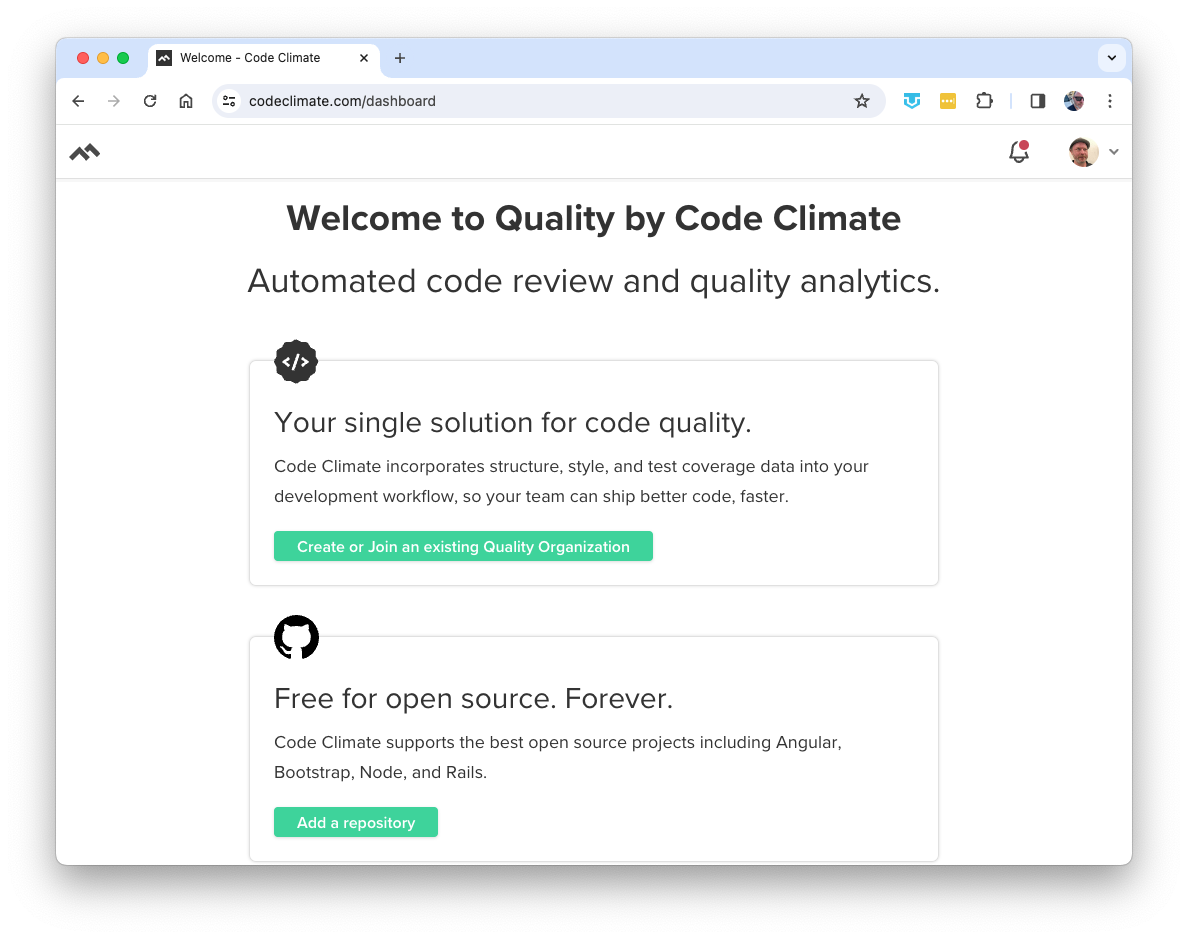 Welcome - Code Climate
codeclimate.com/dashboard
Welcome to Quality by Code Climate
Automated code review and quality analytics.
</>
Your single solution for code quality.
Code Climate incorporates structure, style, and test coverage data into your
development workflow, so your team can ship better code, faster.
Create or Join an existing Quality Organization
Free for open source. Forever.
Code Climate supports the best open source projects including Angular,
Bootstrap, Node, and Rails.
Add a repository